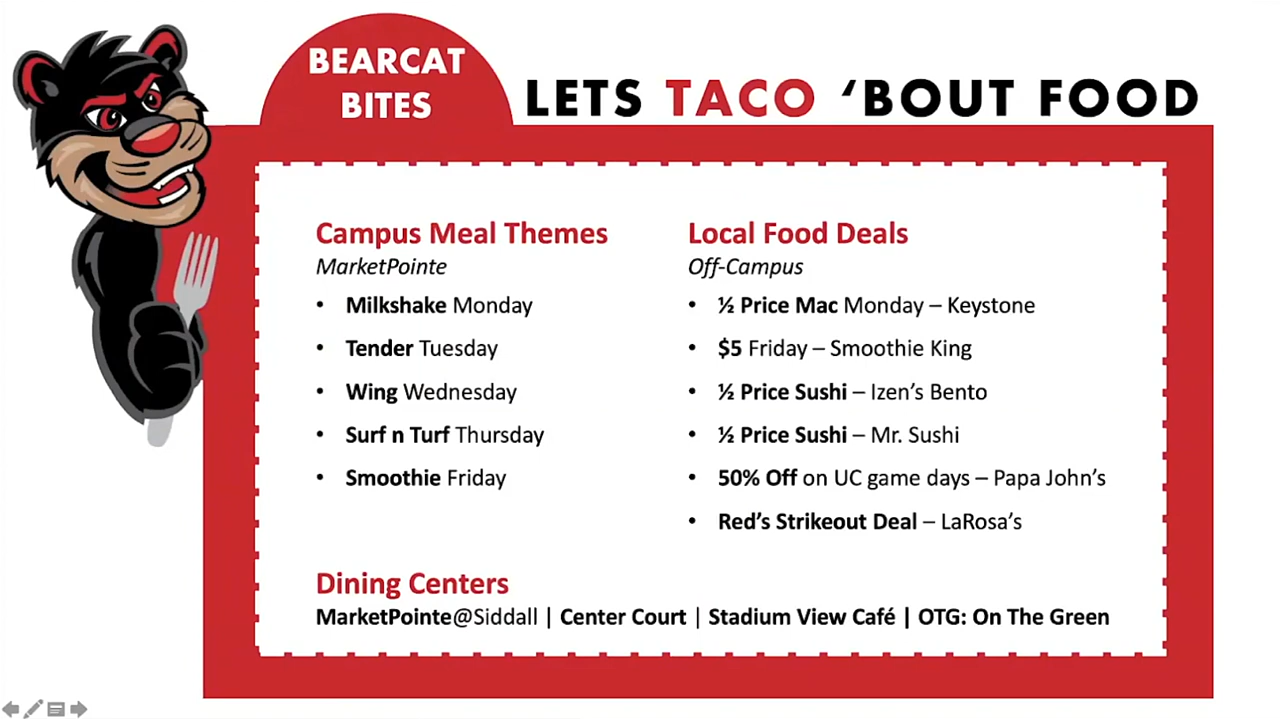 BEARCAT
BITES
LETS TACO ‘BOUT FOOD
Campus Meal Themes
MarketPointe
• Milkshake Monday
• Tender Tuesday
• Wing Wednesday
• Surf n Turf Thursday
• Smoothie Friday
Local Food Deals
Off-Campus
• ½ Price Mac Monday – Keystone
• $5 Friday – Smoothie King
• ½ Price Sushi – Izen’s Bento
• ½ Price Sushi – Mr. Sushi
• 50% Off on UC game days – Papa John’s
• Red’s Strikeout Deal – LaRosa’s
Dining Centers
MarketPointe@Siddall | Center Court | Stadium View Café | OTG: On The Green